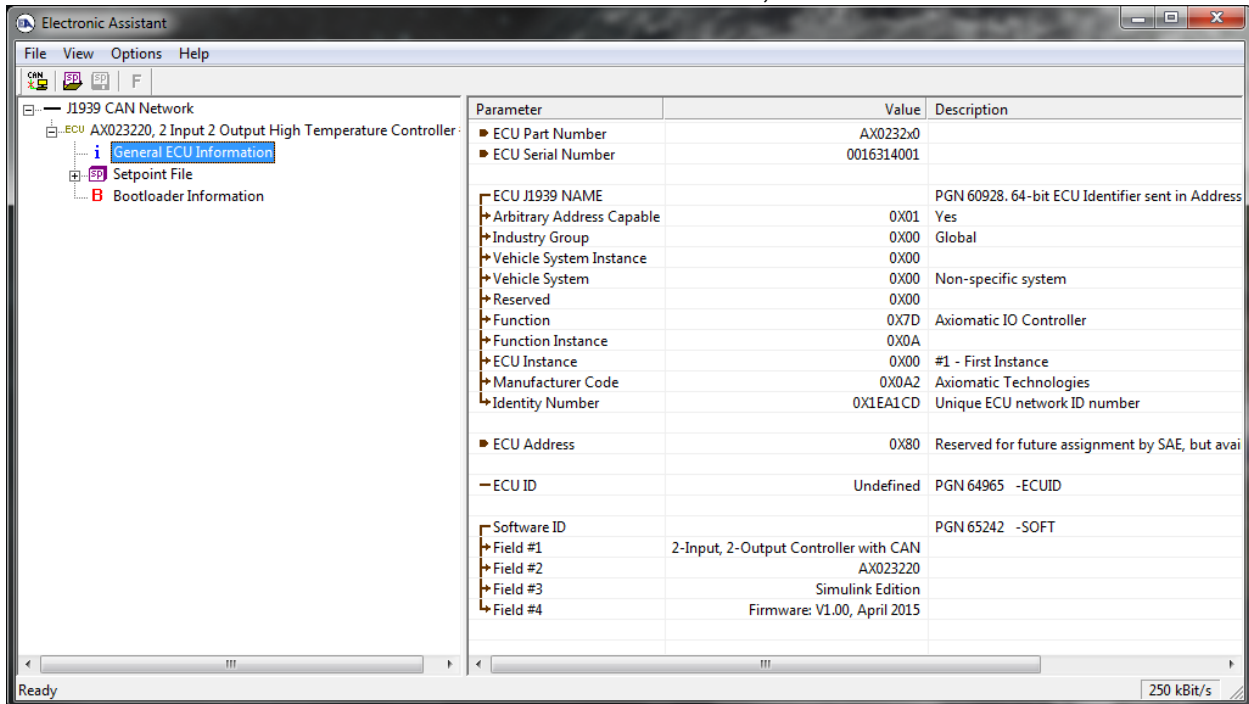 Electronic Assistant
File View Options Help
CAN SP SP F
J1939 CAN Network
ECU AX023220, 2 Input 2 Output High Temperature Controller
i General ECU Information
SP Setpoint File
B Bootloader Information
Parameter Value Description
ECU Part Number AX0232x0
ECU Serial Number 0016314001
ECU J1939 NAME PGN 60928. 64-bit ECU Identifier sent in Address
Arbitrary Address Capable 0X01 Yes
Industry Group 0X00 Global
Vehicle System Instance 0X00
Vehicle System 0X00 Non-specific system
Reserved 0X00
Function 0X7D Axiomatic IO Controller
Function Instance 0X0A
ECU Instance 0X00 #1 - First Instance
Manufacturer Code 0X0A2 Axiomatic Technologies
Identity Number 0X1EA1CD Unique ECU network ID number
ECU Address 0X80 Reserved for future assignment by SAE, but avai
ECU ID Undefined PGN 64965 -ECUID
Software ID PGN 65242 -SOFT
Field #1 2-Input, 2-Output Controller with CAN
Field #2 AX023220
Field #3 Simulink Edition
Field #4 Firmware: V1.00, April 2015
Ready 250 kBit/s